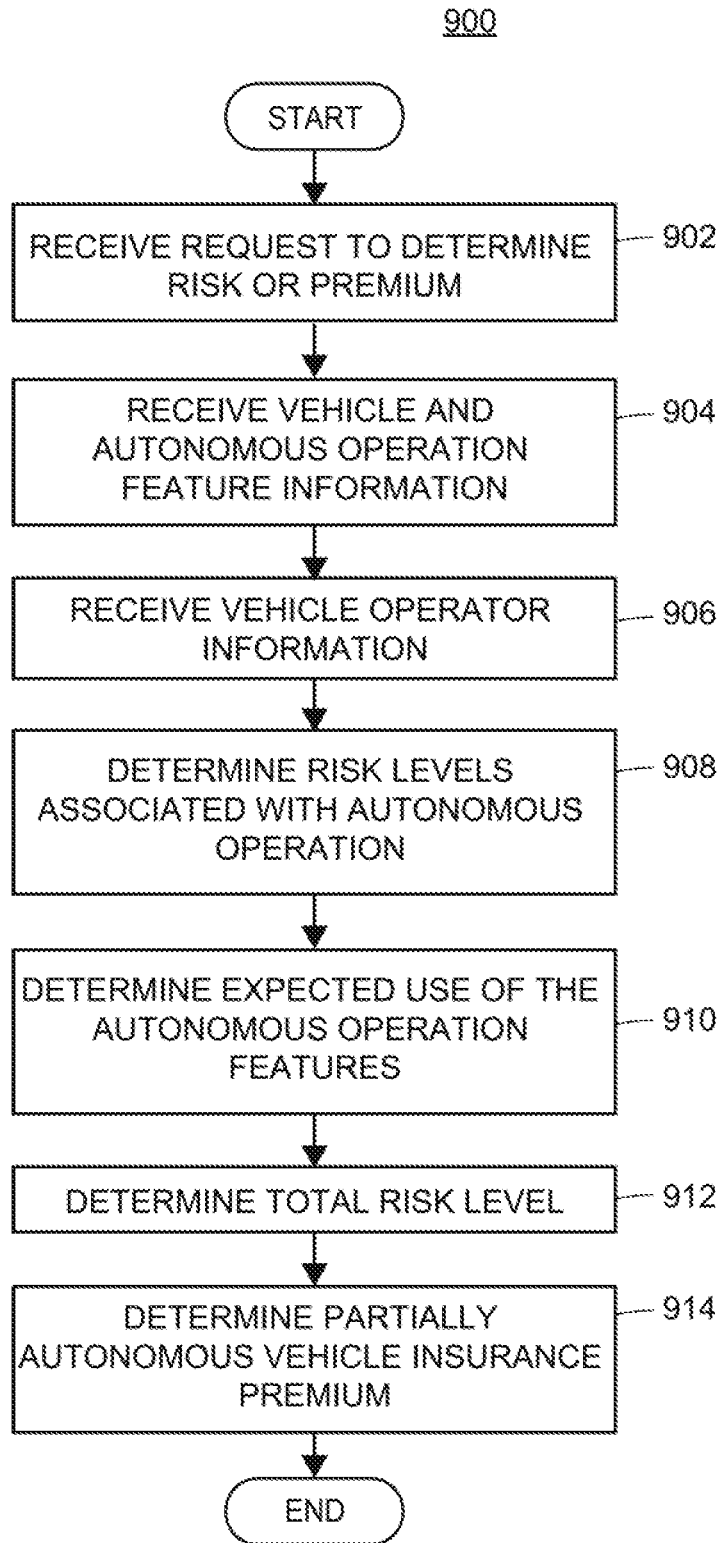 900
START
RECEIVE REQUEST TO DETERMINE
RISK OR PREMIUM
902
RECEIVE VEHICLE AND
AUTONOMOUS OPERATION
FEATURE INFORMATION
904
RECEIVE VEHICLE OPERATOR
INFORMATION
906
DETERMINE RISK LEVELS
ASSOCIATED WITH AUTONOMOUS
OPERATION
908
DETERMINE EXPECTED USE OF THE
AUTONOMOUS OPERATION
FEATURES
910
DETERMINE TOTAL RISK LEVEL
912
DETERMINE PARTIALLY
AUTONOMOUS VEHICLE INSURANCE
PREMIUM
914
END